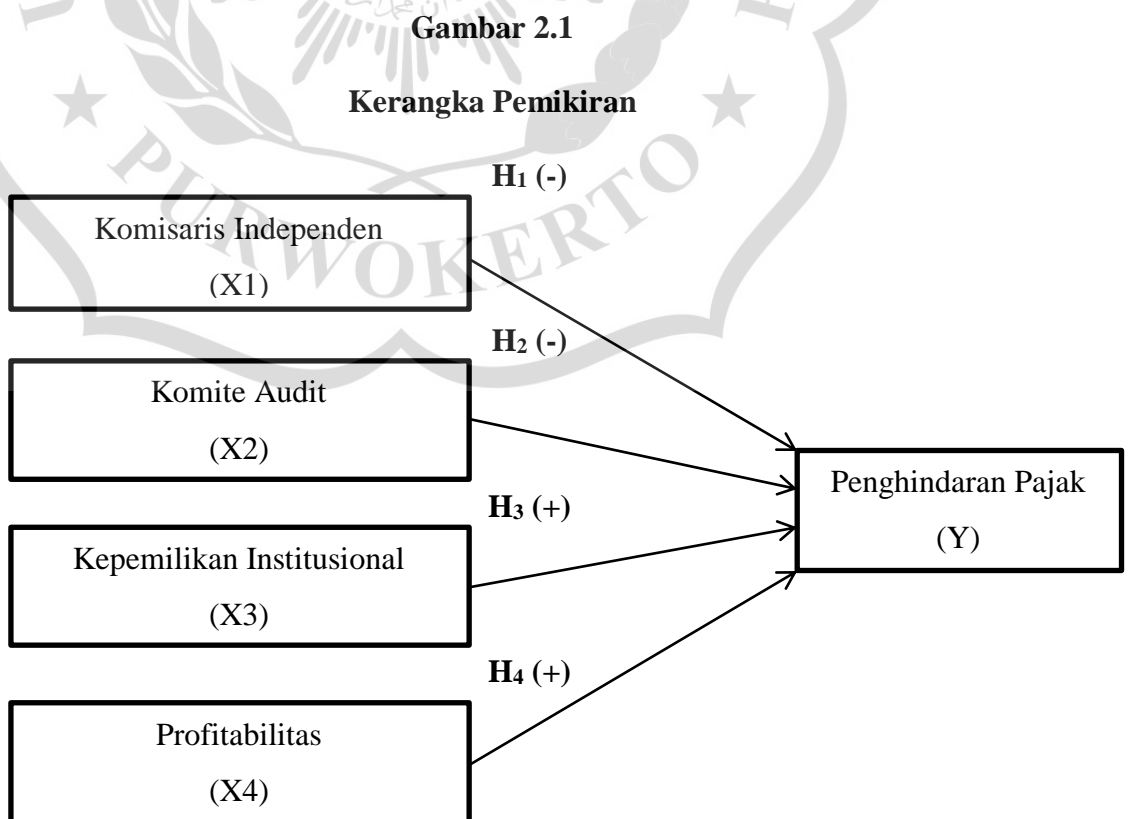 Gambar 2.1
Kerangka Pemikiran
H₁ (-)
Komisaris Independen
(X1)
H₂ (-)
Komite Audit
(X2)
Penghindaran Pajak
(Y)
H₃ (+)
Kepemilikan Institusional
(X3)
H₄ (+)
Profitabilitas
(X4)
PURWOKERTO